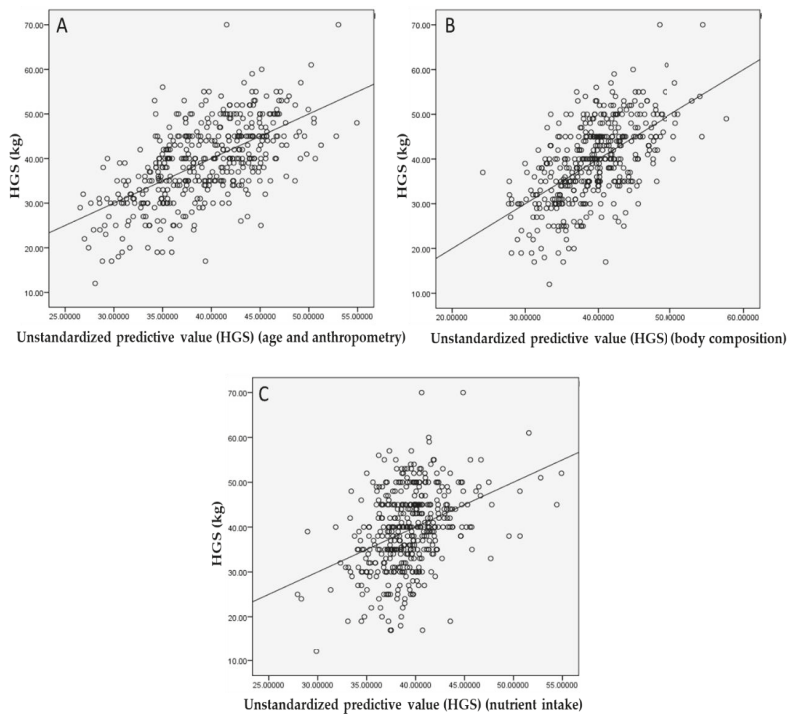 A
HGS (kg)
70.00
60.00
50.00
40.00
30.00
20.00
10.00
25.00000 30.00000 35.00000 40.00000 45.00000 50.00000 55.00000
Unstandardized predictive value (HGS) (age and anthropometry)
B
HGS (kg)
70.00
60.00
50.00
40.00
30.00
20.00
10.00
20.00000 30.00000 40.00000 50.00000 60.00000
Unstandardized predictive value (HGS) (body composition)
C
HGS (kg)
70.00
60.00
50.00
40.00
30.00
20.00
10.00
25.00000 30.00000 35.00000 40.00000 45.00000 50.00000 55.00000
Unstandardized predictive value (HGS) (nutrient intake)